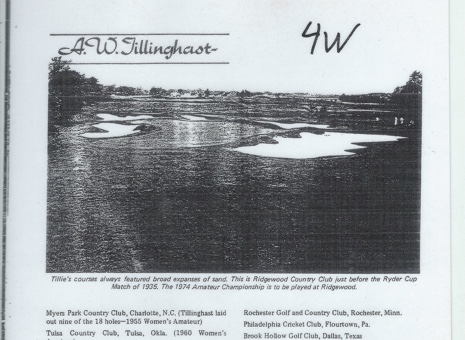 A.W. Tillinghast-
4W
Tillie's courses always featured broad expanses of sand. This is Ridgewood Country Club just before the Ryder Cup
Match of 1935. The 1974 Amateur Championship is to be played at Ridgewood.
Myers Park Country Club, Charlotte, N.C. (Tillinghast laid
out nine of the 18 holes—1955 Women's Amateur)
Tulsa Country Club, Tulsa, Okla. (1960 Women's
Rochester Golf and Country Club, Rochester, Minn.
Philadelphia Cricket Club, Flourtown, Pa.
Brook Hollow Golf Club, Dallas, Texas